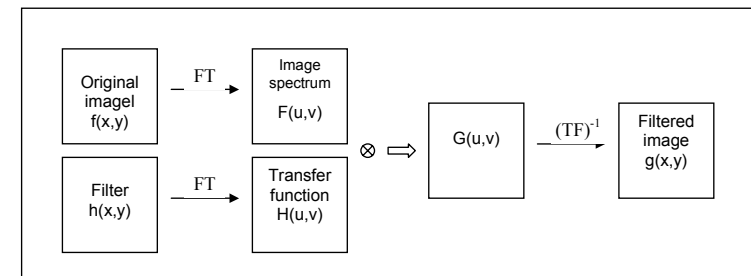 Original
imagel
f(x,y)
FT
Image
spectrum
F(u,v)
Filter
h(x,y)
FT
Transfer
function
H(u,v)
⊗ ⇨
G(u,v)
(TF)-1
Filtered
image
g(x,y)